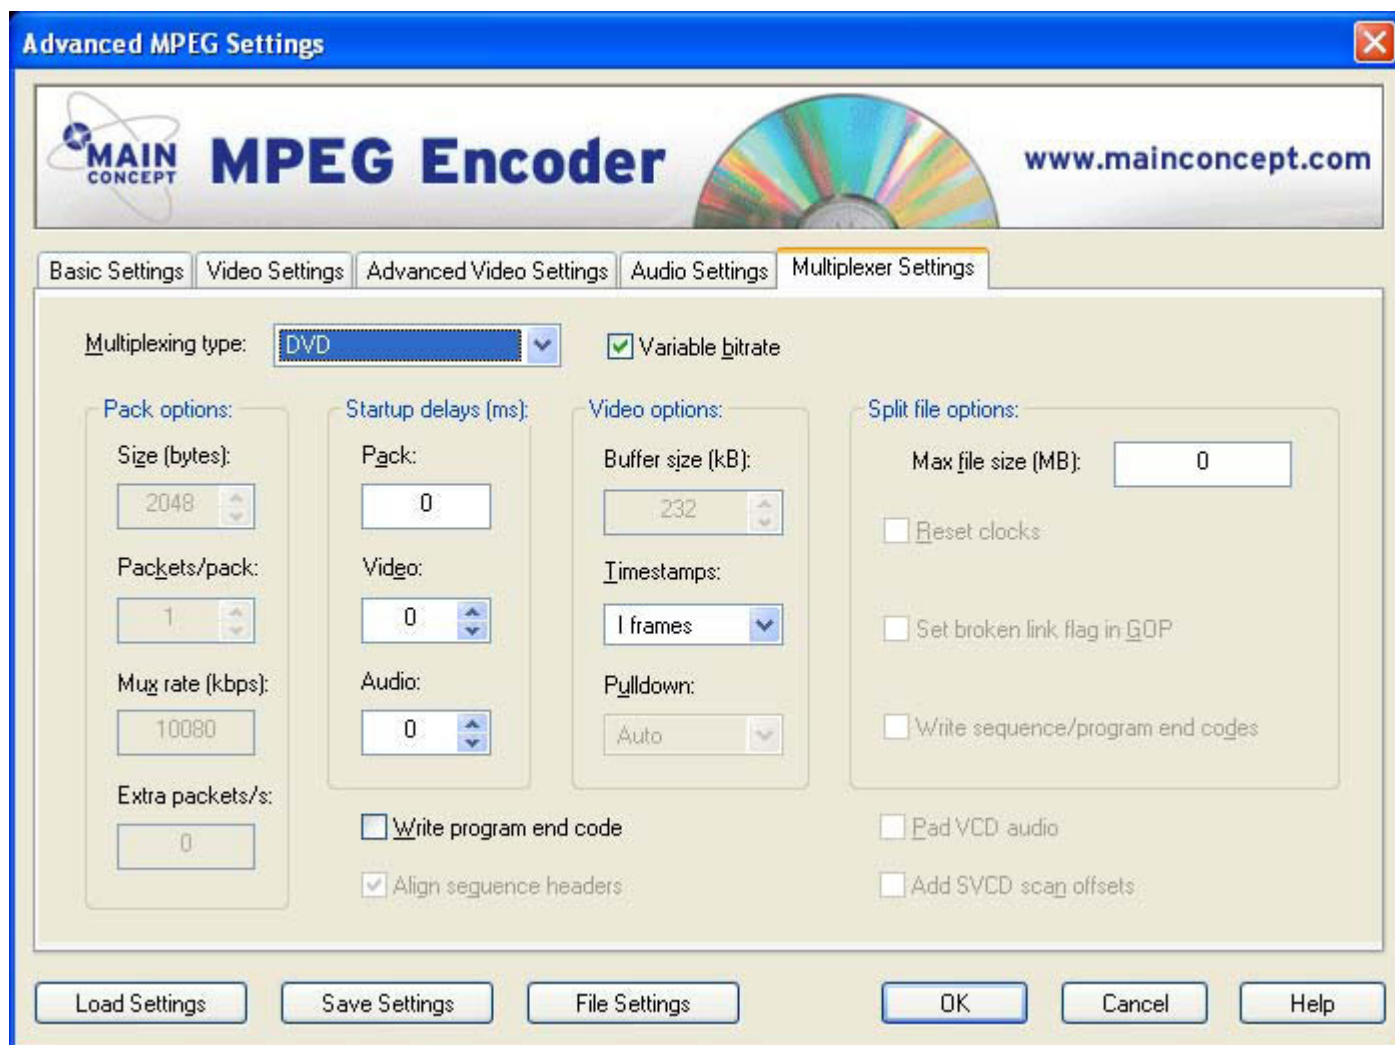 Advanced MPEG Settings
MAIN
CONCEPT
MPEG Encoder
www.mainconcept.com
Basic Settings
Video Settings
Advanced Video Settings
Audio Settings
Multiplexer Settings
Multiplexing type:
DVD
Variable bitrate
Pack options:
Size (bytes):
2048
Packets/pack:
1
Mux rate (kbps):
10080
Extra packets/s:
0
Startup delays (ms):
Pack:
0
Video:
0
Audio:
0
Video options:
Buffer size (kB):
232
Timestamps:
I frames
Pulldown:
Auto
Split file options:
Max file size (MB):
0
Reset clocks
Set broken link flag in GOP
Write sequence/program end codes
Write program end code
Align sequence headers
Pad VCD audio
Add SVCD scan offsets
Load Settings
Save Settings
File Settings
OK
Cancel
Help